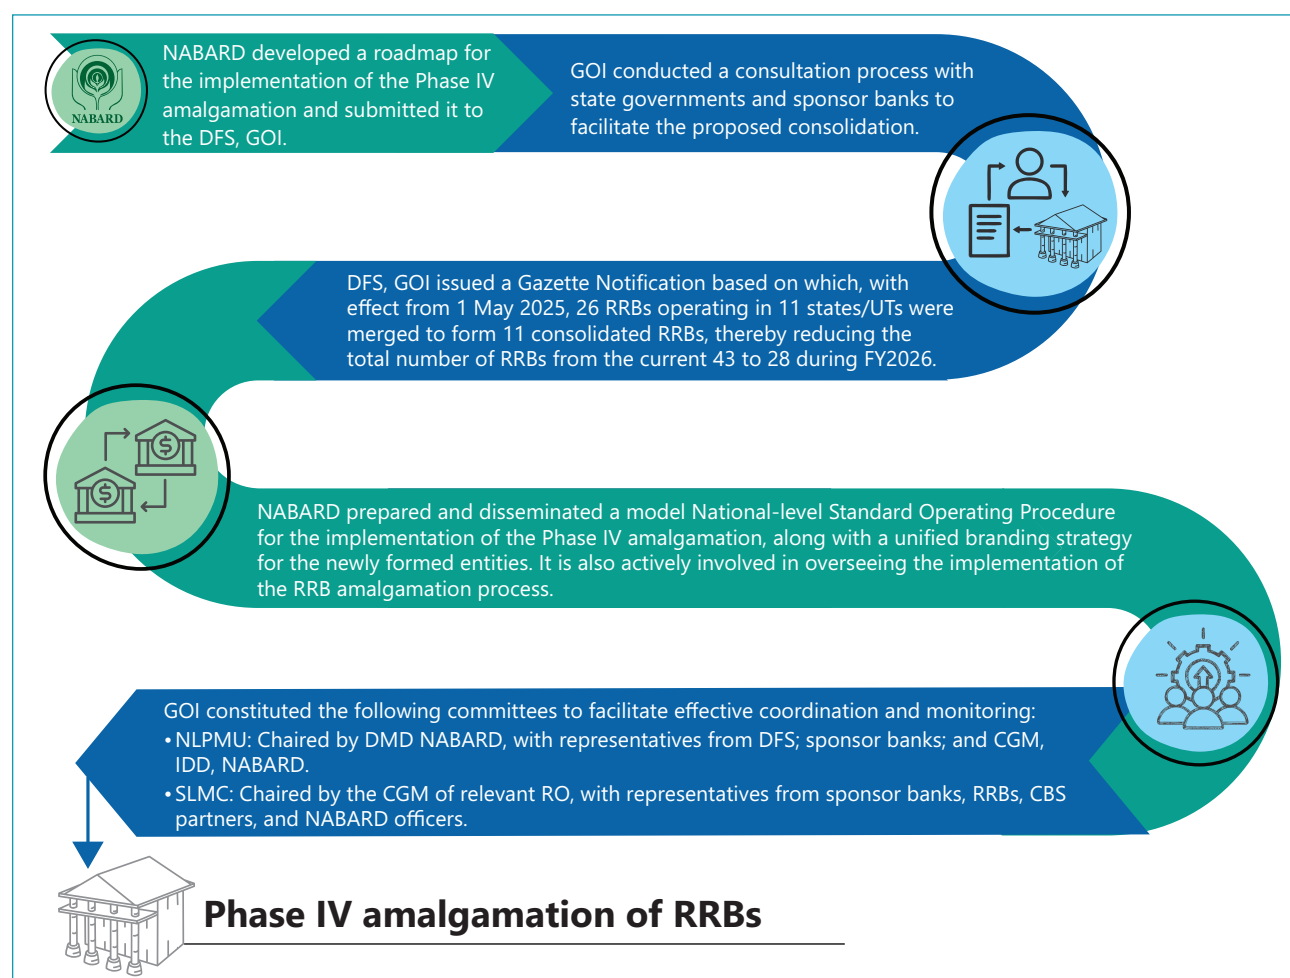 NABARD
NABARD developed a roadmap for
the implementation of the Phase IV
amalgamation and submitted it to
the DFS, GOI.
GOI conducted a consultation process with
state governments and sponsor banks to
facilitate the proposed consolidation.
DFS, GOI issued a Gazette Notification based on which, with
effect from 1 May 2025, 26 RRBs operating in 11 states/UTs were
merged to form 11 consolidated RRBs, thereby reducing the
total number of RRBs from the current 43 to 28 during FY2026.
NABARD prepared and disseminated a model National-level Standard Operating Procedure
for the implementation of the Phase IV amalgamation, along with a unified branding strategy
for the newly formed entities. It is also actively involved in overseeing the implementation of
the RRB amalgamation process.
GOI constituted the following committees to facilitate effective coordination and monitoring:
• NLPMU: Chaired by DMD NABARD, with representatives from DFS; sponsor banks; and CGM,
IDD, NABARD.
• SLMC: Chaired by the CGM of relevant RO, with representatives from sponsor banks, RRBs, CBS
partners, and NABARD officers.
Phase IV amalgamation of RRBs